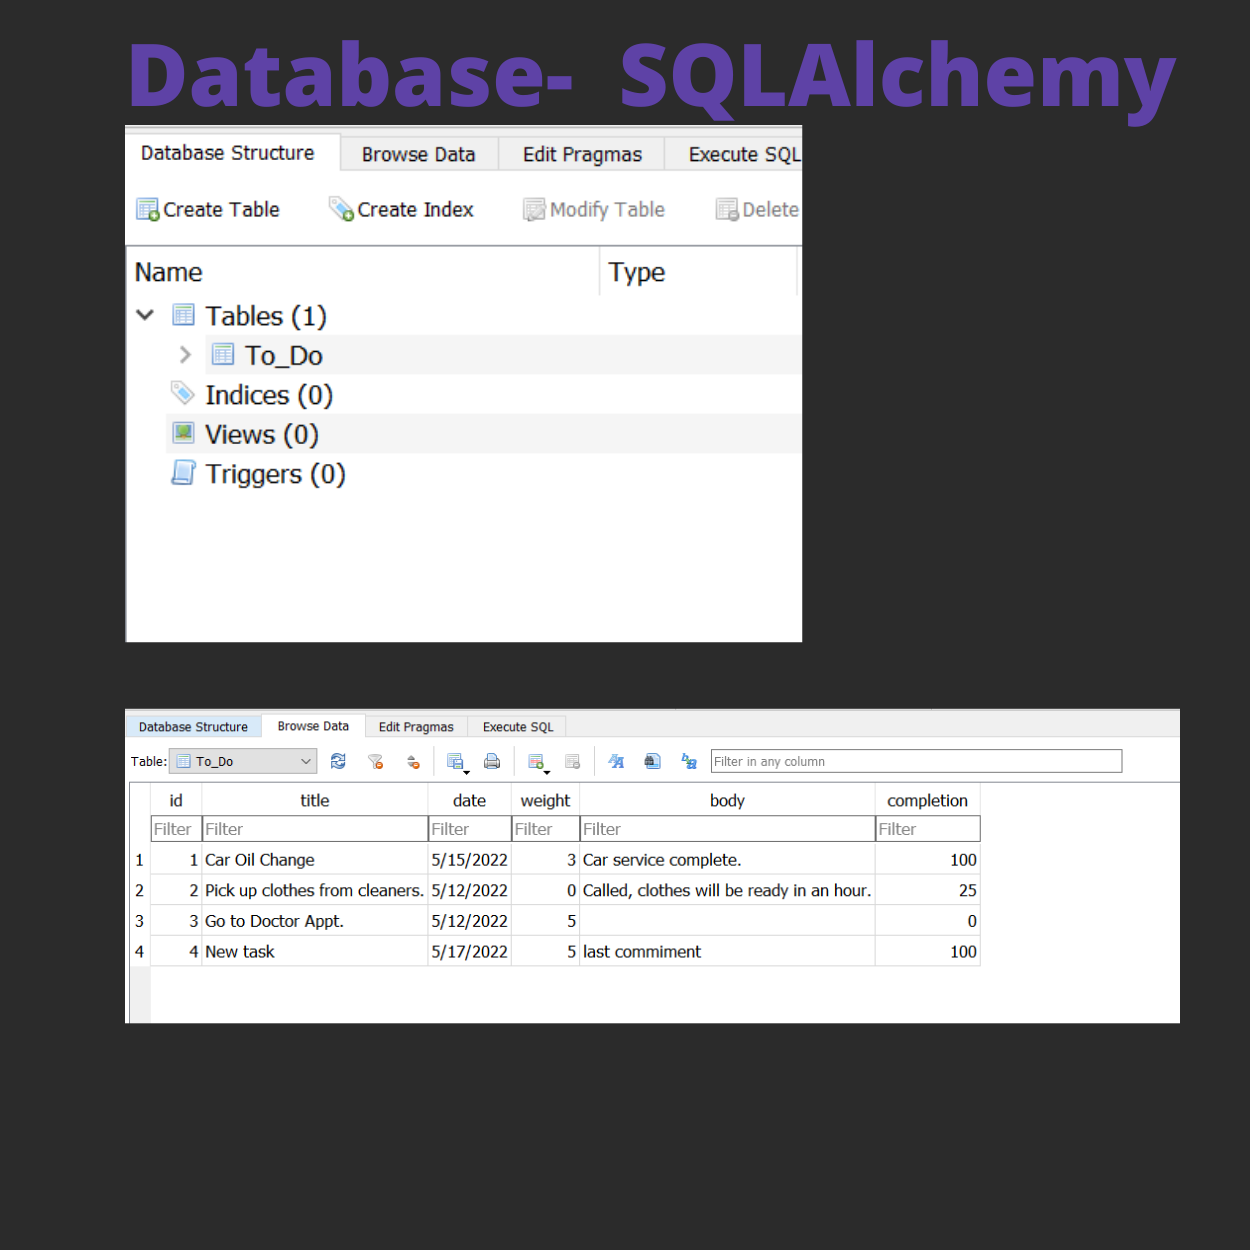 Database- SQLAlchemy
Database Structure Browse Data Edit Pragmas Execute SQL
Create Table Create Index Modify Table Delete
Name Type
Tables (1)
To_Do
Indices (0)
Views (0)
Triggers (0)
Database Structure Browse Data Edit Pragmas Execute SQL
Table: To_Do Filter in any column
id title date weight body completion
Filter Filter Filter Filter Filter Filter
1 1 Car Oil Change 5/15/2022 3 Car service complete. 100
2 2 Pick up clothes from cleaners. 5/12/2022 0 Called, clothes will be ready in an hour. 25
3 3 Go to Doctor Appt. 5/12/2022 5 0
4 4 New task 5/17/2022 5 last commiment 100